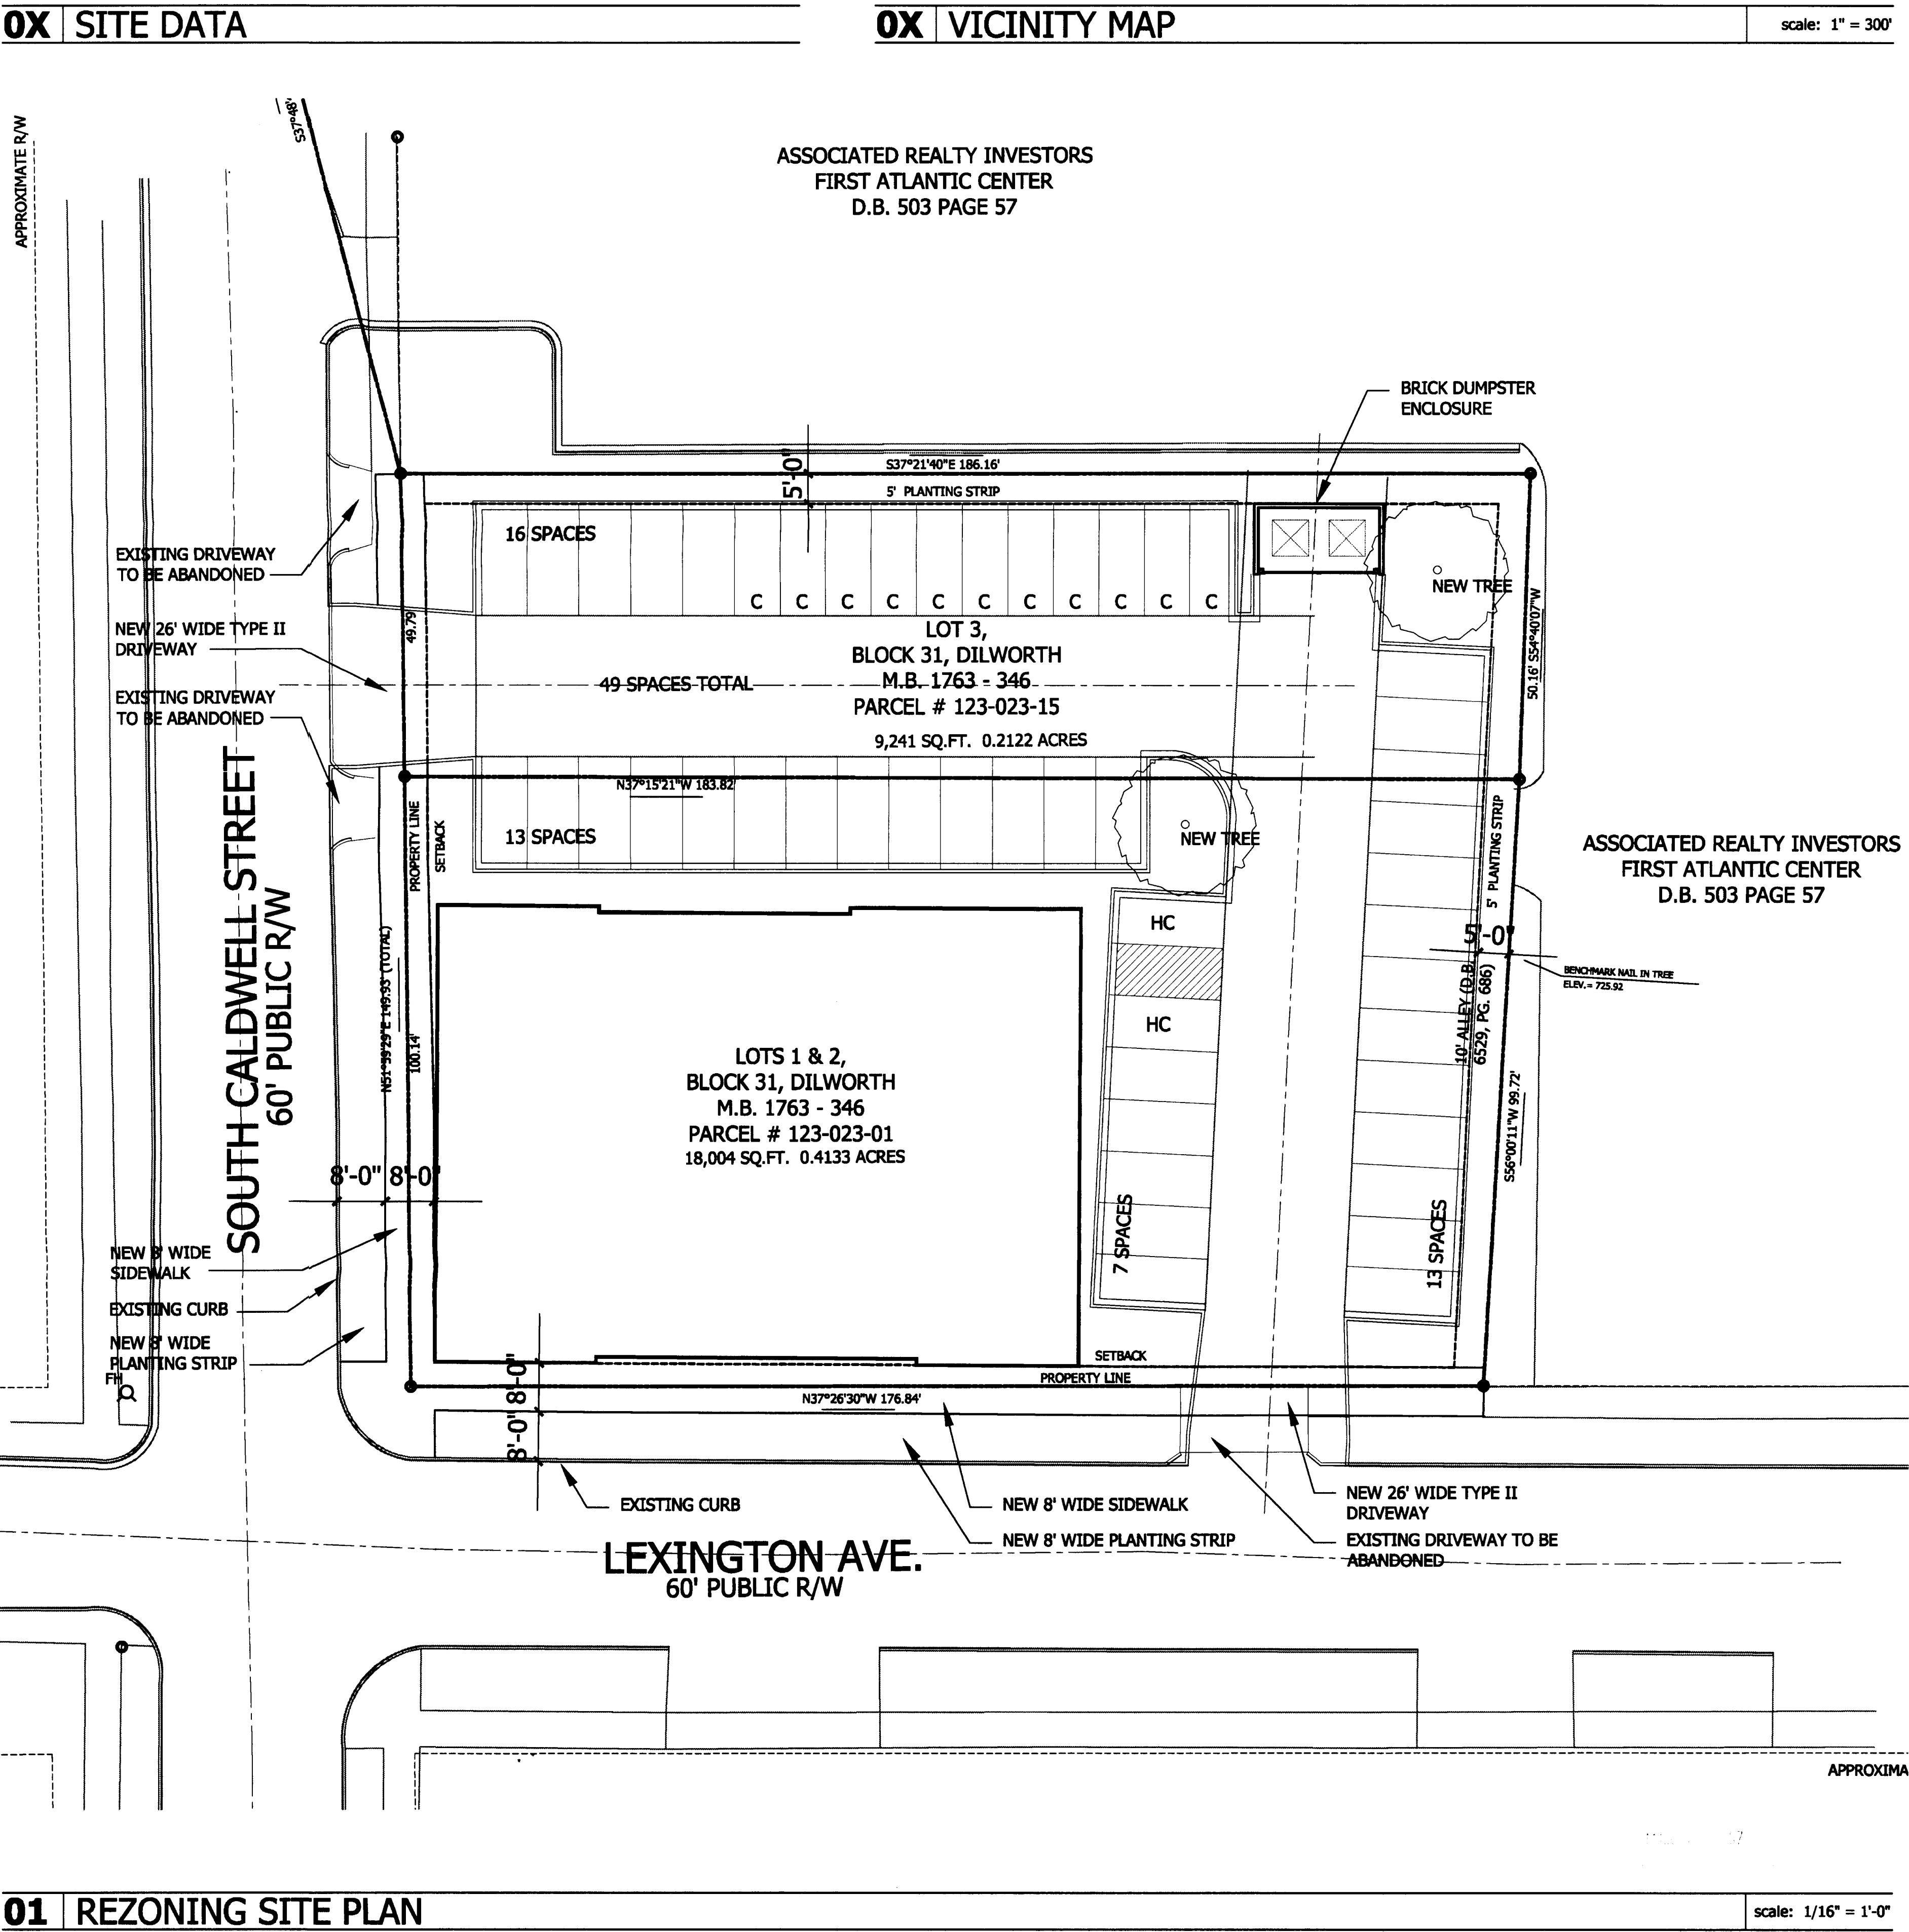 0X SITE DATA
0X VICINITY MAP
scale: 1" = 300'
APPROXIMATE R/W
S37°48'
ASSOCIATED REALTY INVESTORS
FIRST ATLANTIC CENTER
D.B. 503 PAGE 57
BRICK DUMPSTER
ENCLOSURE
S37°21'40"E 186.16'
5'-0"
5' PLANTING STRIP
16 SPACES
EXISTING DRIVEWAY
TO BE ABANDONED
NEW TREE
C C C C C C C C C C C
NEW 26' WIDE TYPE II
DRIVEWAY
49.79
LOT 3,
BLOCK 31, DILWORTH
M.B. 1763 - 346
PARCEL # 123-023-15
9,241 SQ.FT. 0.2122 ACRES
49 SPACES TOTAL
50.16' S54°40'07"W
EXISTING DRIVEWAY
TO BE ABANDONED
N37°15'21"W 183.82'
13 SPACES
PROPERTY LINE
SETBACK
NEW TREE
5' PLANTING STRIP
ASSOCIATED REALTY INVESTORS
FIRST ATLANTIC CENTER
D.B. 503 PAGE 57
SOUTH CALDWELL STREET
60' PUBLIC R/W
HC
HC
5'-0"
BENCHMARK NAIL IN TREE
ELEV.= 725.92
10' ALLEY (D.B.
6529, PG. 686)
N51°59'29"E 149.93' (TOTAL)
100.14'
LOTS 1 & 2,
BLOCK 31, DILWORTH
M.B. 1763 - 346
PARCEL # 123-023-01
18,004 SQ.FT. 0.4133 ACRES
S56°00'11"W 99.72'
8'-0" 8'-0"
7 SPACES
13 SPACES
NEW 8' WIDE
SIDEWALK
EXISTING CURB
NEW 8' WIDE
PLANTING STRIP
FH
SETBACK
PROPERTY LINE
8'-0" 8'-0"
N37°26'30"W 176.84'
EXISTING CURB
NEW 8' WIDE SIDEWALK
NEW 8' WIDE PLANTING STRIP
NEW 26' WIDE TYPE II
DRIVEWAY
EXISTING DRIVEWAY TO BE
ABANDONED
LEXINGTON AVE.
60' PUBLIC R/W
APPROXIMA
01 REZONING SITE PLAN
scale: 1/16" = 1'-0"